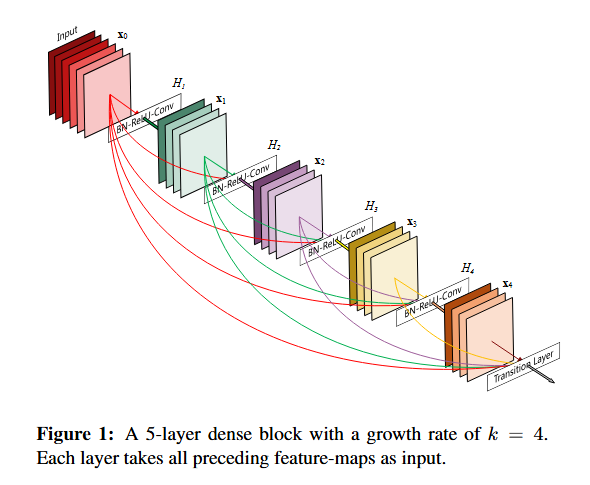 Input
x₀
H₁
BN-ReLU-Conv
x₁
H₂
BN-ReLU-Conv
x₂
H₃
BN-ReLU-Conv
x₃
H₄
BN-ReLU-Conv
x₄
Transition Layer
Figure 1: A 5-layer dense block with a growth rate of k = 4.
Each layer takes all preceding feature-maps as input.